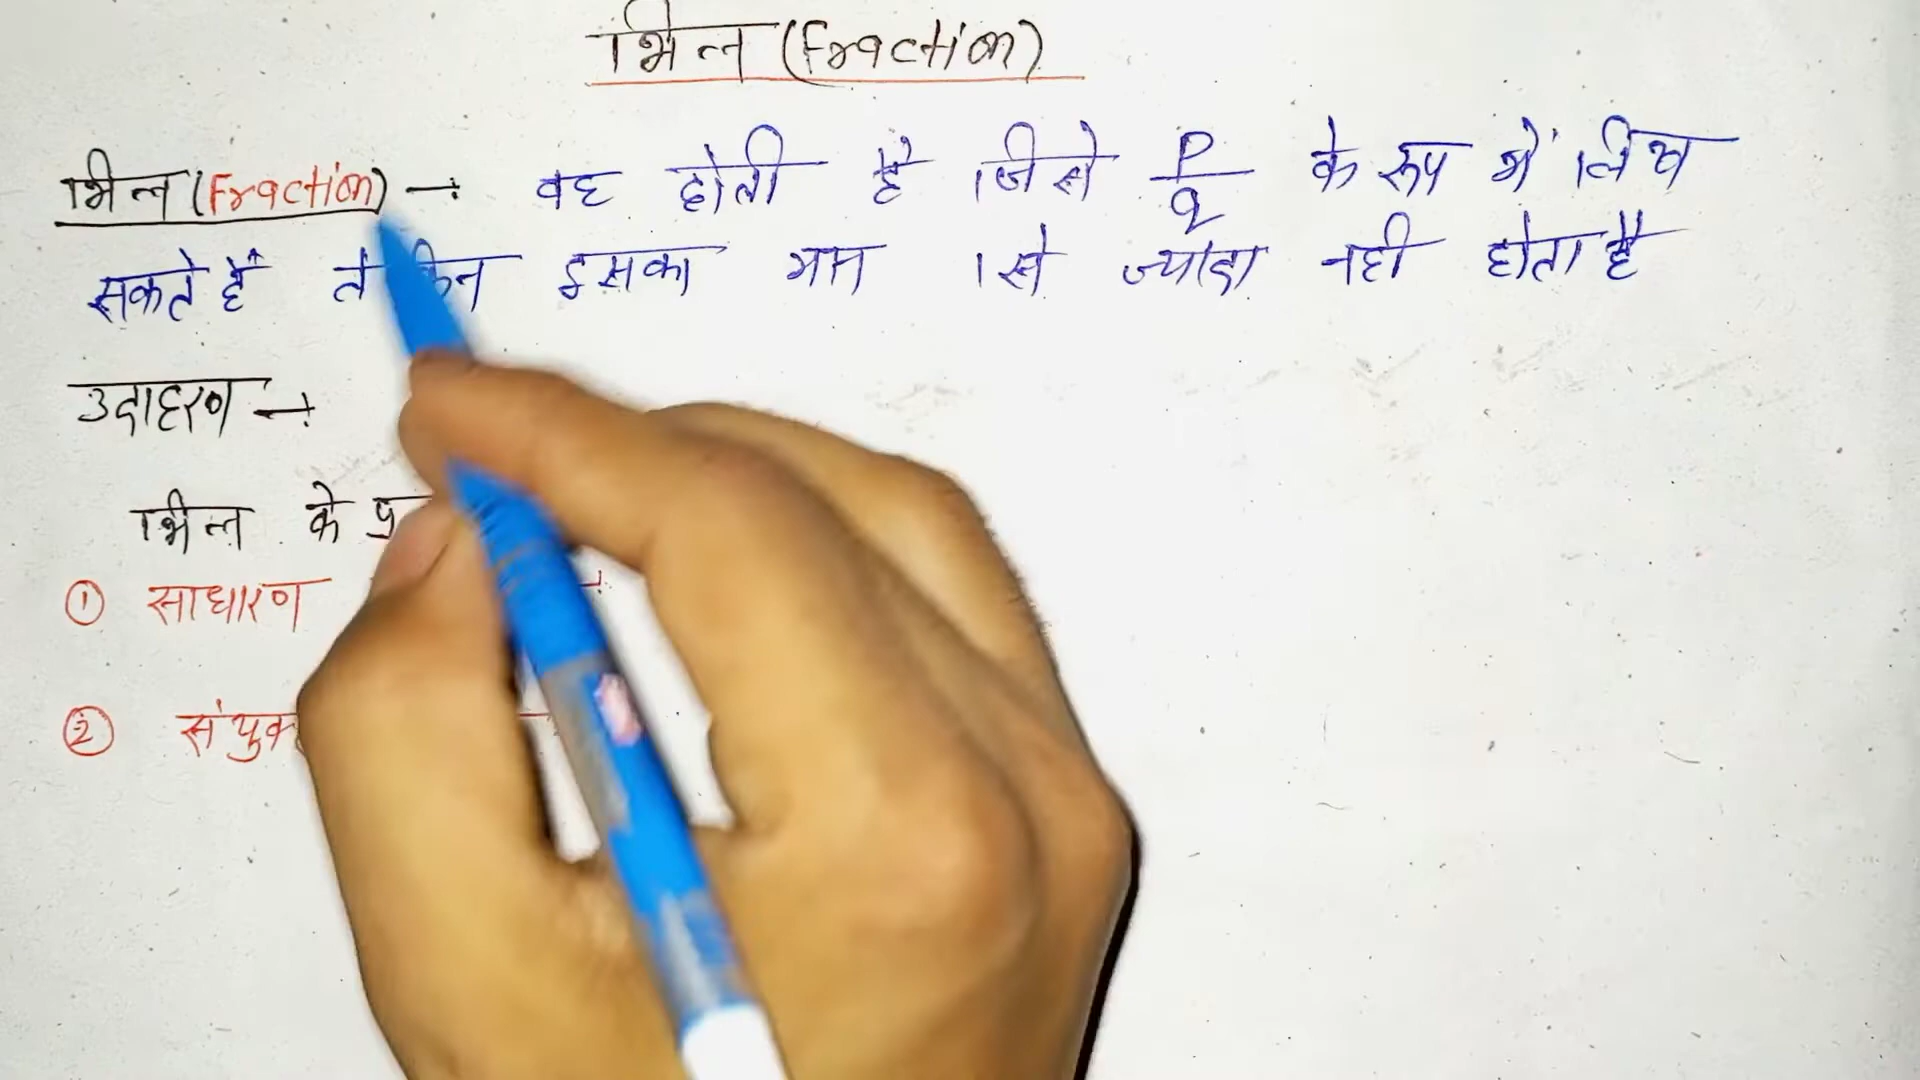 भिन्न (Fraction)
भिन्न (Fraction) → वह होती है जिसे P/q के रूप में लिख
सकते हैं इसका मान 1 से ज्यादा नही होता है
उदाहरण →
भिन्न के
① साधारण
②